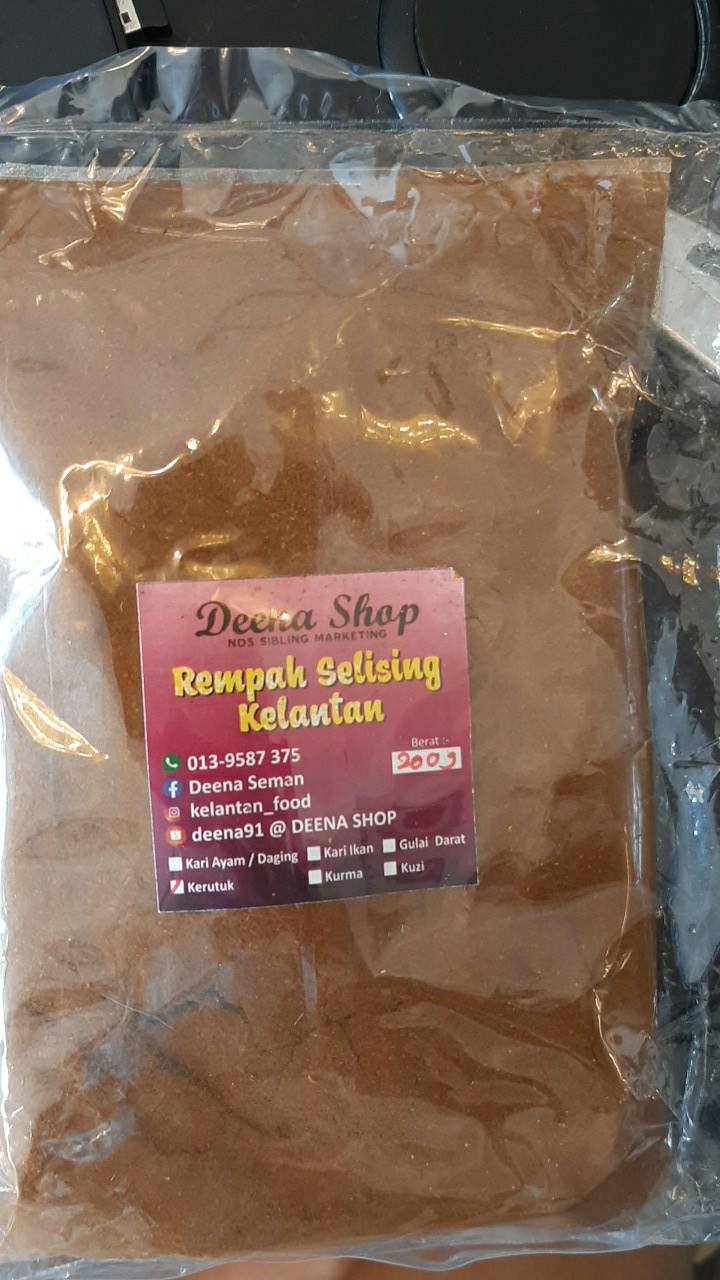 Deena Shop
NDS SIBLING MARKETING
Rempah Selising
Kelantan
Berat :-
200g
013-9587 375
Deena Seman
kelantan_food
deena91 @ DEENA SHOP
Kari Ayam / Daging Kari Ikan Gulai Darat
Kerutuk Kurma Kuzi